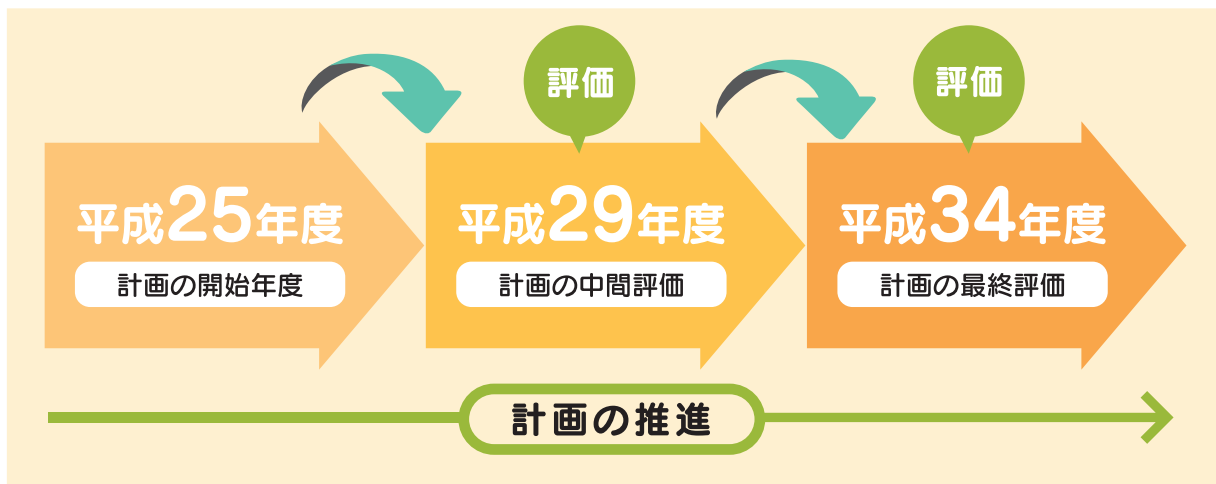 評価
評価
平成25年度
計画の開始年度
平成29年度
計画の中間評価
平成34年度
計画の最終評価
計画の推進